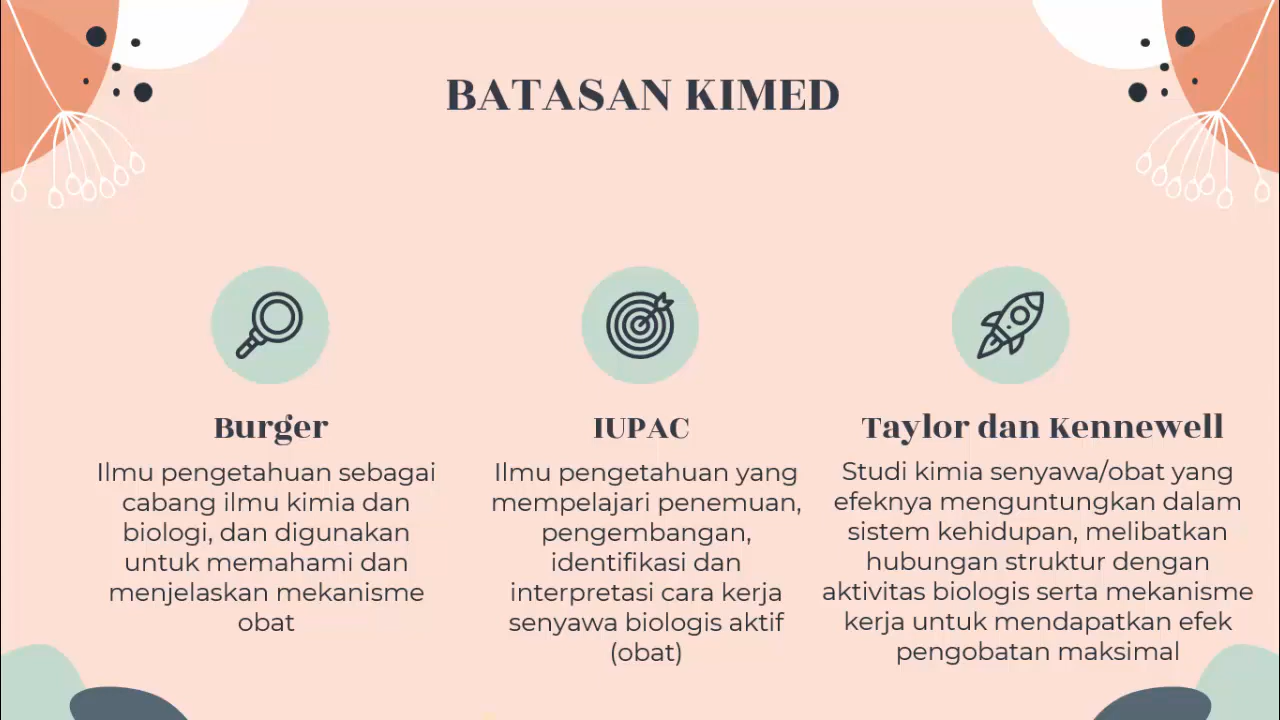 BATASAN KIMED
Burger
Ilmu pengetahuan sebagai
cabang ilmu kimia dan
biologi, dan digunakan
untuk memahami dan
menjelaskan mekanisme
obat
IUPAC
Ilmu pengetahuan yang
mempelajari penemuan,
pengembangan,
identifikasi dan
interpretasi cara kerja
senyawa biologis aktif
(obat)
Taylor dan Kennewell
Studi kimia senyawa/obat yang
efeknya menguntungkan dalam
sistem kehidupan, melibatkan
hubungan struktur dengan
aktivitas biologis serta mekanisme
kerja untuk mendapatkan efek
pengobatan maksimal